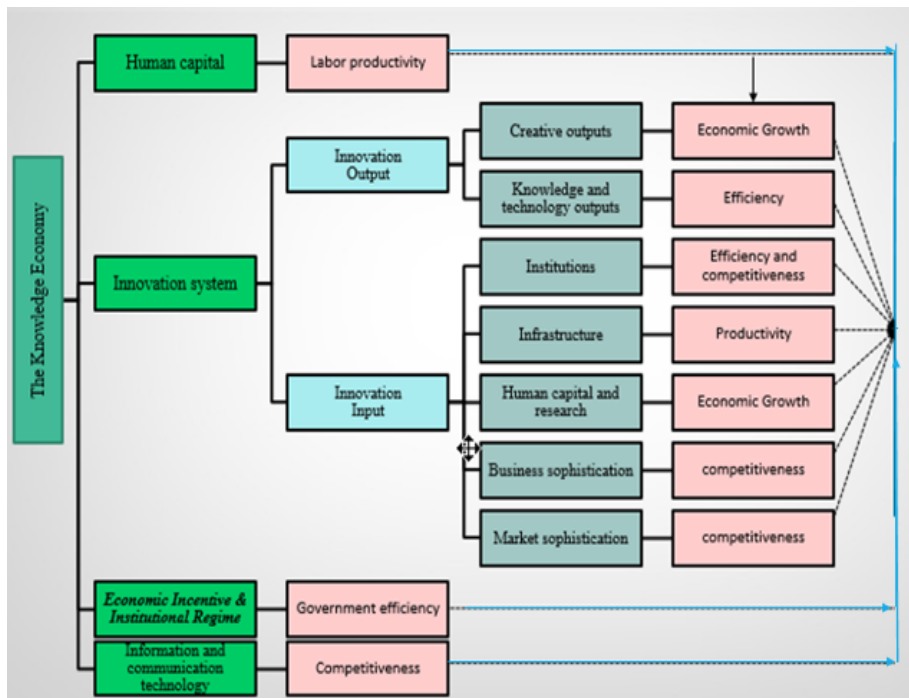 Human capital
Labor productivity
Creative outputs
Economic Growth
Innovation
Output
Knowledge and
technology outputs
Efficiency
The Knowledge Economy
Innovation system
Institutions
Efficiency and
competitiveness
Infrastructure
Productivity
Innovation
Input
Human capital and
research
Economic Growth
Business sophistication
competitiveness
Market sophistication
competitiveness
Economic Incentive &
Institutional Regime
Government efficiency
Information and
communication
technology
Competitiveness